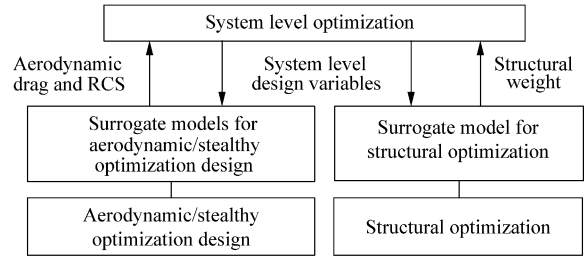 System level optimization
Aerodynamic
drag and RCS
System level
design variables
Structural
weight
Surrogate models for
aerodynamic/stealthy
optimization design
Surrogate model for
structural optimization
Aerodynamic/stealthy
optimization design
Structural optimization